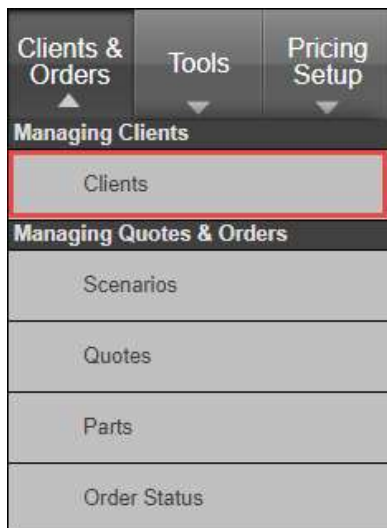 Clients &
Orders
Tools
Pricing
Setup
Managing Clients
Clients
Managing Quotes & Orders
Scenarios
Quotes
Parts
Order Status